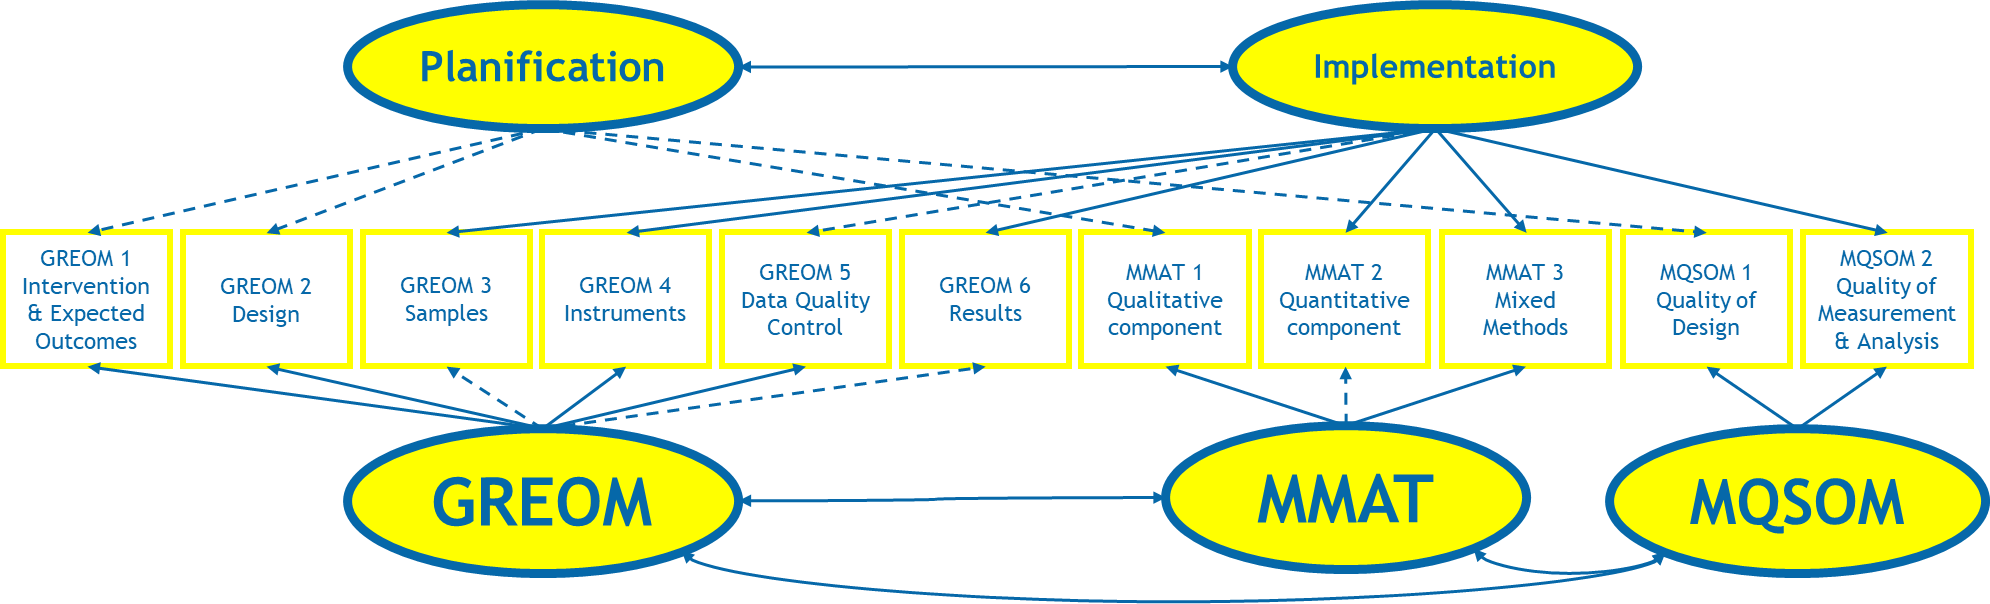 Planification
Implementation
GREOM 1
Intervention
& Expected
Outcomes
GREOM 2
Design
GREOM 3
Samples
GREOM 4
Instruments
GREOM 5
Data Quality
Control
GREOM 6
Results
MMAT 1
Qualitative
component
MMAT 2
Quantitative
component
MMAT 3
Mixed
Methods
MQSOM 1
Quality of
Design
MQSOM 2
Quality of
Measurement
& Analysis
GREOM
MMAT
MQSOM